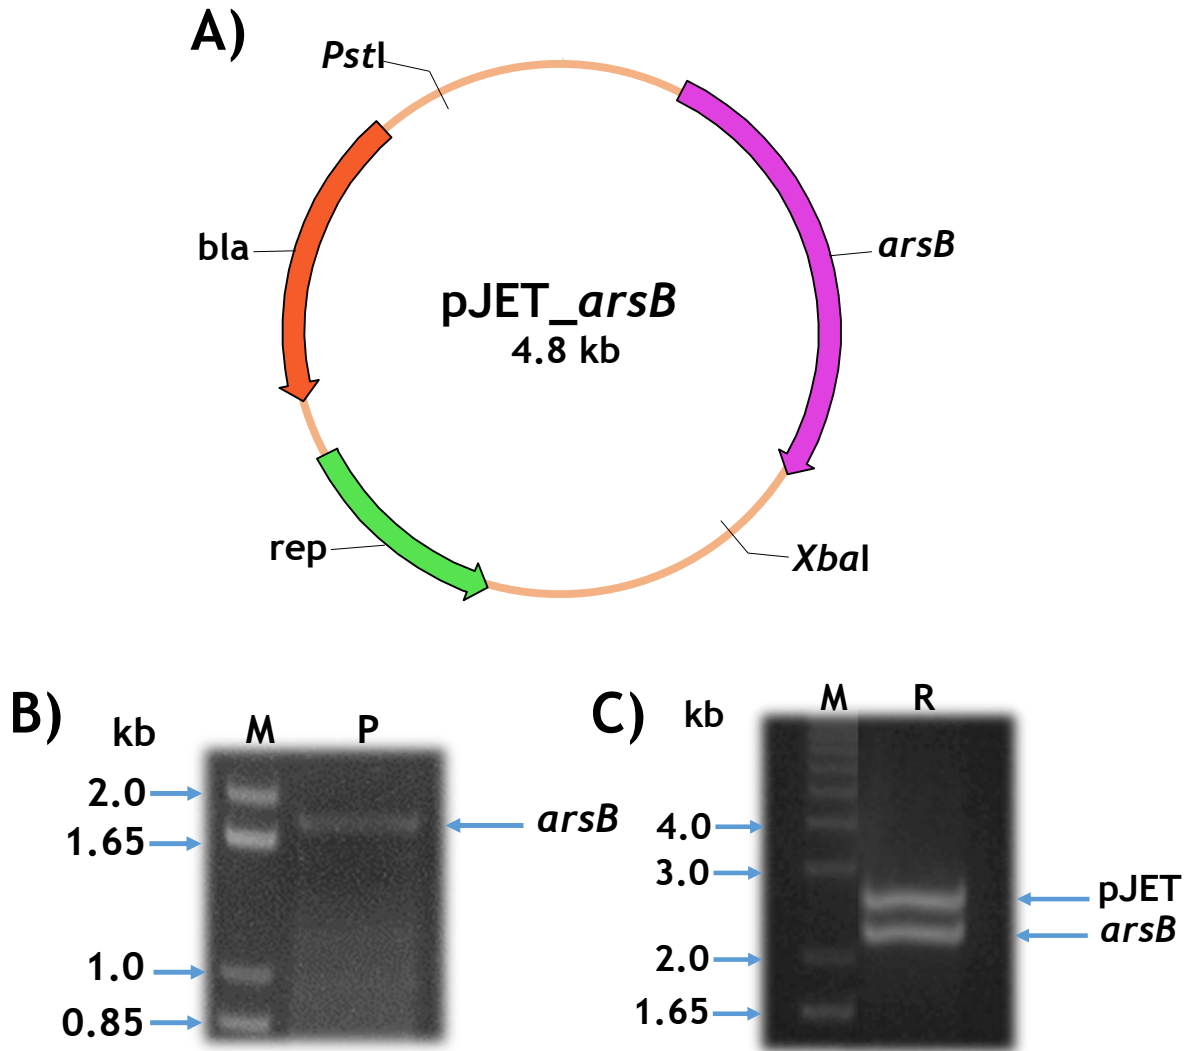 A)
PstI
bla
arsB
pJET_arsB
4.8 kb
rep
XbaI
B)
kb
M
P
2.0
1.65
arsB
1.0
0.85
C)
kb
M
R
4.0
3.0
pJET
arsB
2.0
1.65